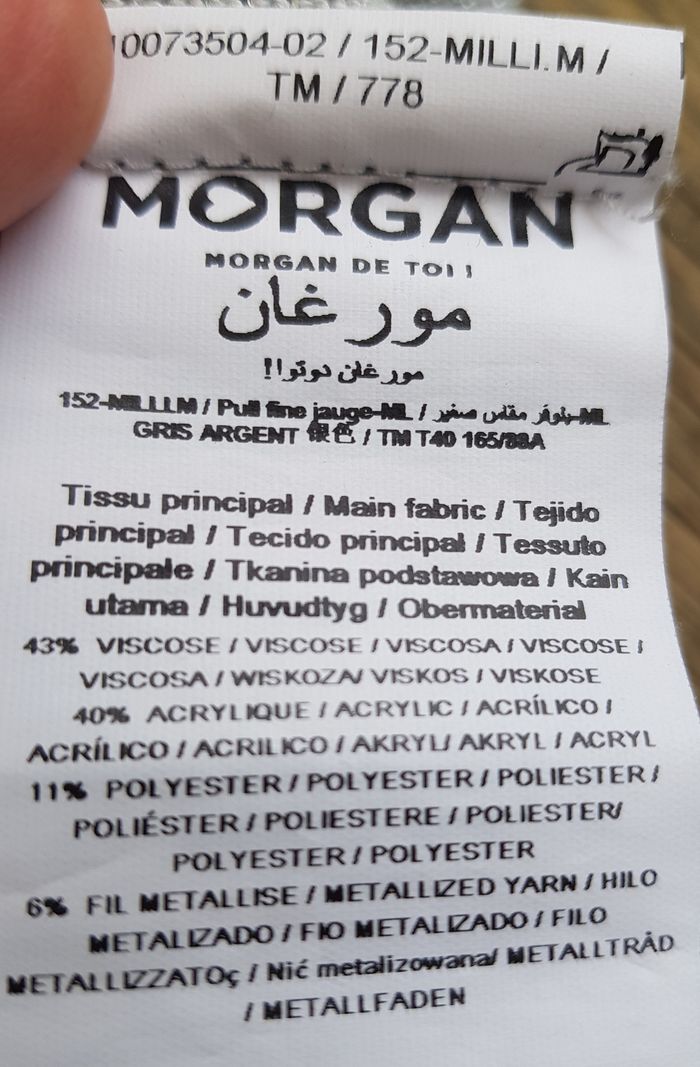 10073504-02 / 152-MILLI.M /
TM / 778
MORGAN
MORGAN DE TOI !
مورغان
مورغان دوتوا!
152-MILLI.M / Pull fine jauge-ML / بلوفر مقاس صغير-ML
GRIS ARGENT 银色 / TM T40 165/88A
Tissu principal / Main fabric / Tejido
principal / Tecido principal / Tessuto
principale / Tkanina podstawowa / Kain
utama / Huvudtyg / Obermaterial
43% VISCOSE / VISCOSE / VISCOSA / VISCOSE /
VISCOSA / WISKOZA/ VISKOS / VISKOSE
40% ACRYLIQUE / ACRYLIC / ACRÍLICO /
ACRÍLICO / ACRILICO / AKRYL/ AKRYL / ACRYL
11% POLYESTER / POLYESTER / POLIESTER /
POLIÉSTER / POLIESTERE / POLIESTER/
POLYESTER / POLYESTER
6% FIL METALLISE / METALLIZED YARN / HILO
METALIZADO / FIO METALIZADO / FILO
METALLIZZATOç / Nić metalizowana/ METALLTRÅD
/ METALLFADEN